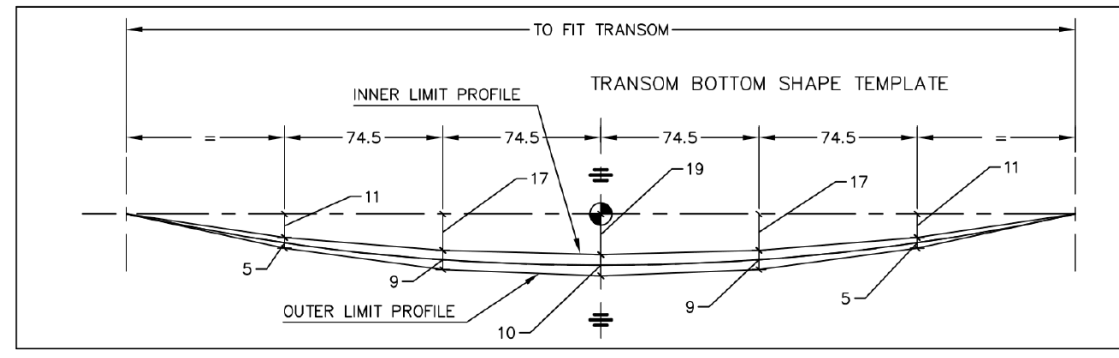 TO FIT TRANSOM
TRANSOM BOTTOM SHAPE TEMPLATE
INNER LIMIT PROFILE
= 74.5 74.5 74.5 74.5 =
11 17 19 17 11
5 9 9 5
OUTER LIMIT PROFILE
10